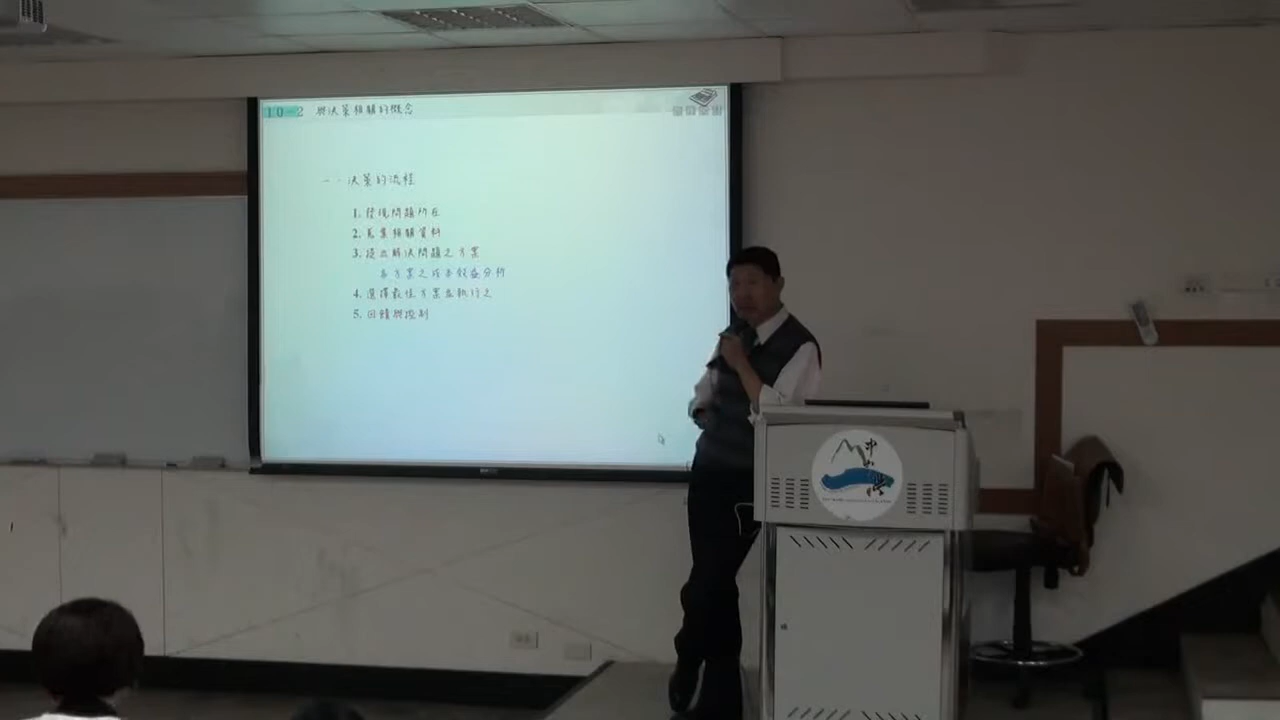 10-2 與決策相關的概念
一、決策的流程
1. 發現問題所在
2. 蒐集相關資料
3. 提出解決問題之方案
各方案之成本效益分析
4. 選擇最佳方案並執行之
5. 回饋與控制
中山